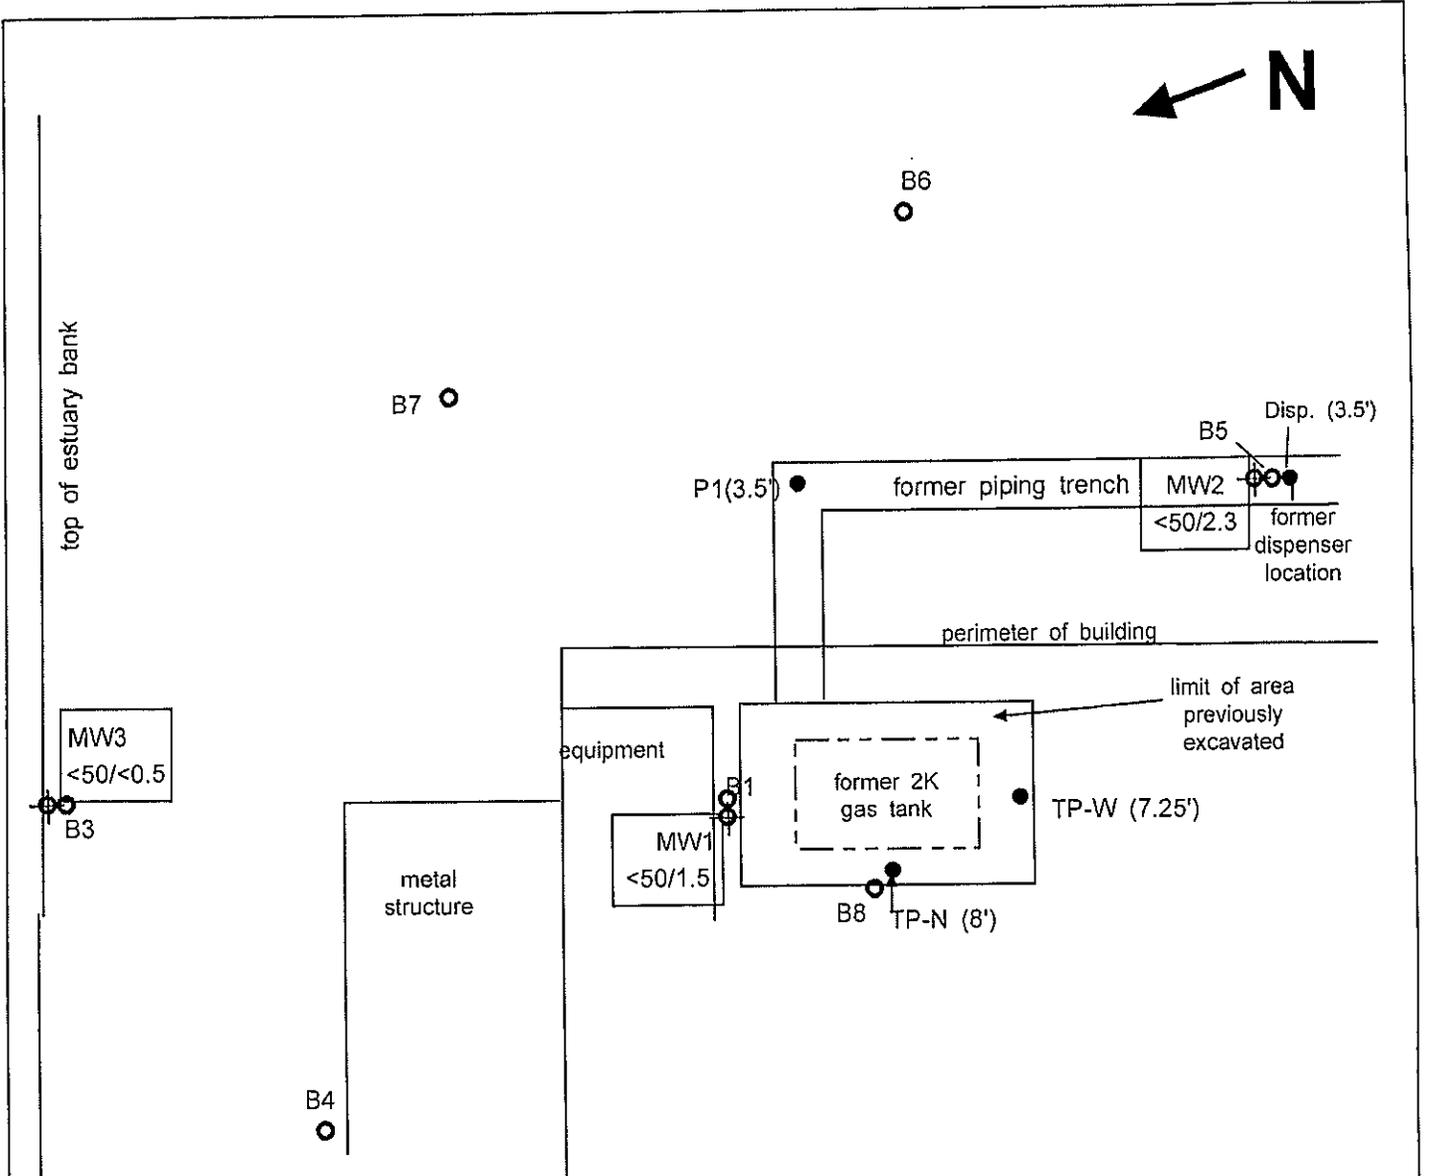 N
B6
top of estuary bank
B7
Disp. (3.5')
B5
P1(3.5')
former piping trench
MW2
<50/2.3
former
dispenser
location
perimeter of building
limit of area
previously
excavated
MW3
<50/<0.5
B3
equipment
B1
former 2K
gas tank
TP-W (7.25')
MW1
<50/1.5
metal
structure
B8
TP-N (8')
B4